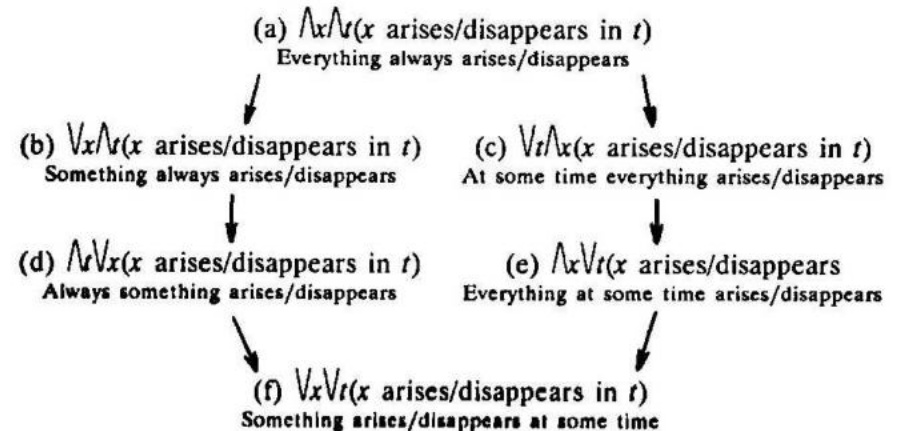 (a) ⋀x⋀t(x arises/disappears in t)
Everything always arises/disappears
(b) ⋁x⋀t(x arises/disappears in t)
Something always arises/disappears
(c) ⋁t⋀x(x arises/disappears in t)
At some time everything arises/disappears
(d) ⋀t⋁x(x arises/disappears in t)
Always something arises/disappears
(e) ⋀x⋁t(x arises/disappears
Everything at some time arises/disappears
(f) ⋁x⋁t(x arises/disappears in t)
Something arises/disappears at some time